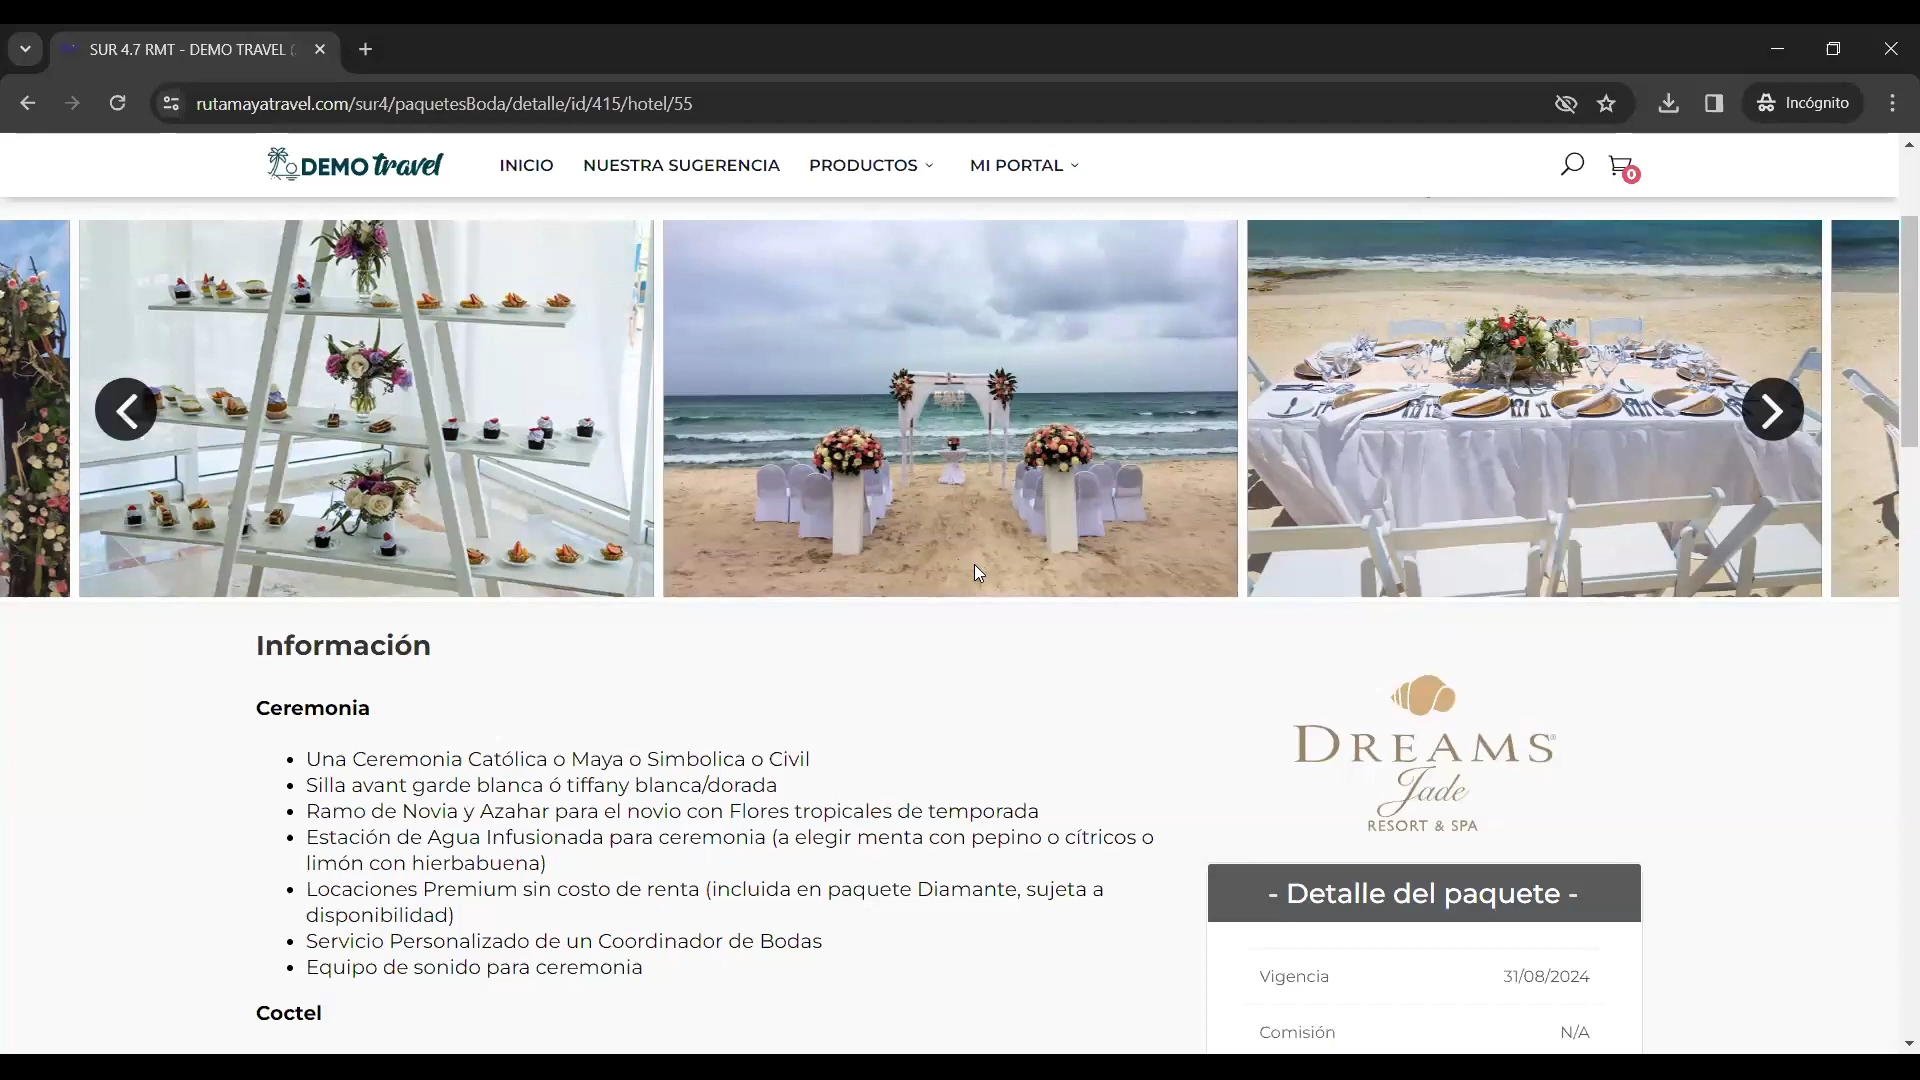 SUR 4.7 RMT - DEMO TRAVEL
rutamayatravel.com/sur4/paquetesBoda/detalle/id/415/hotel/55
Incógnito
DEMO travel
INICIO
NUESTRA SUGERENCIA
PRODUCTOS
MI PORTAL
0
Información
Ceremonia
• Una Ceremonia Católica o Maya o Simbolica o Civil
• Silla avant garde blanca ó tiffany blanca/dorada
• Ramo de Novia y Azahar para el novio con Flores tropicales de temporada
• Estación de Agua Infusionada para ceremonia (a elegir menta con pepino o cítricos o
limón con hierbabuena)
• Locaciones Premium sin costo de renta (incluida en paquete Diamante, sujeta a
disponibilidad)
• Servicio Personalizado de un Coordinador de Bodas
• Equipo de sonido para ceremonia
Coctel
DREAMS®
Jade
RESORT & SPA
- Detalle del paquete -
Vigencia 31/08/2024
Comisión N/A